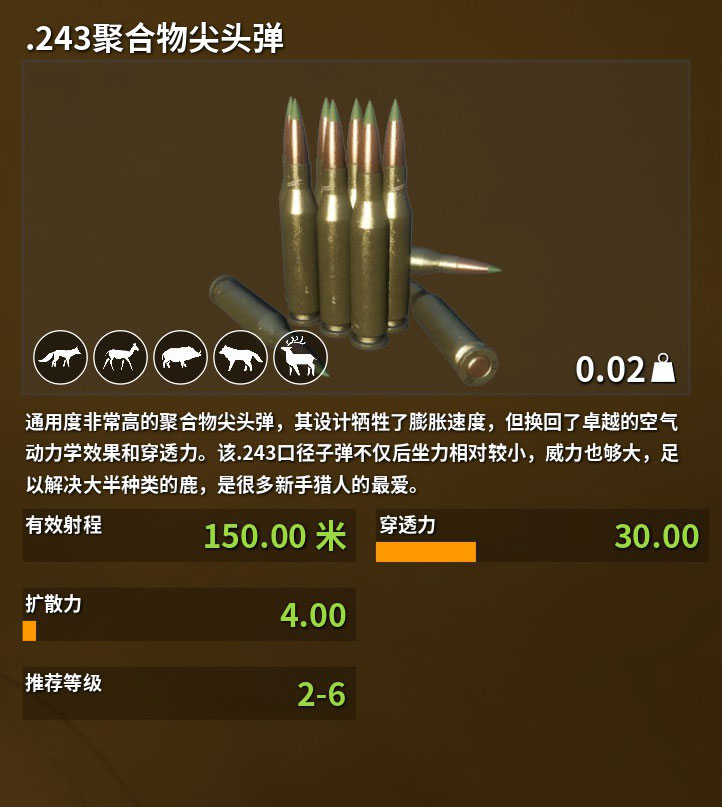 .243聚合物尖头弹
0.02
通用度非常高的聚合物尖头弹，其设计牺牲了膨胀速度，但换回了卓越的空气
动力学效果和穿透力。该.243口径子弹不仅后坐力相对较小，威力也够大，足
以解决大半种类的鹿，是很多新手猎人的最爱。
有效射程 150.00 米
穿透力 30.00
扩散力 4.00
推荐等级 2-6